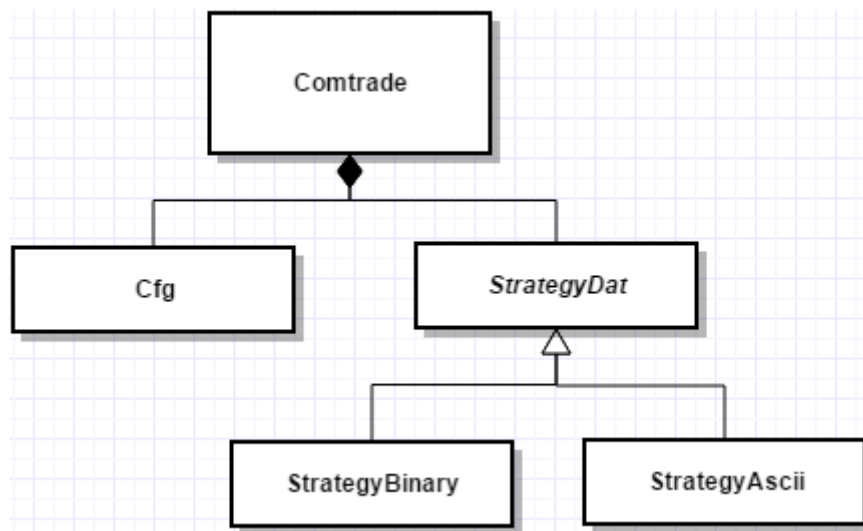 Comtrade
Cfg
StrategyDat
StrategyBinary
StrategyAscii